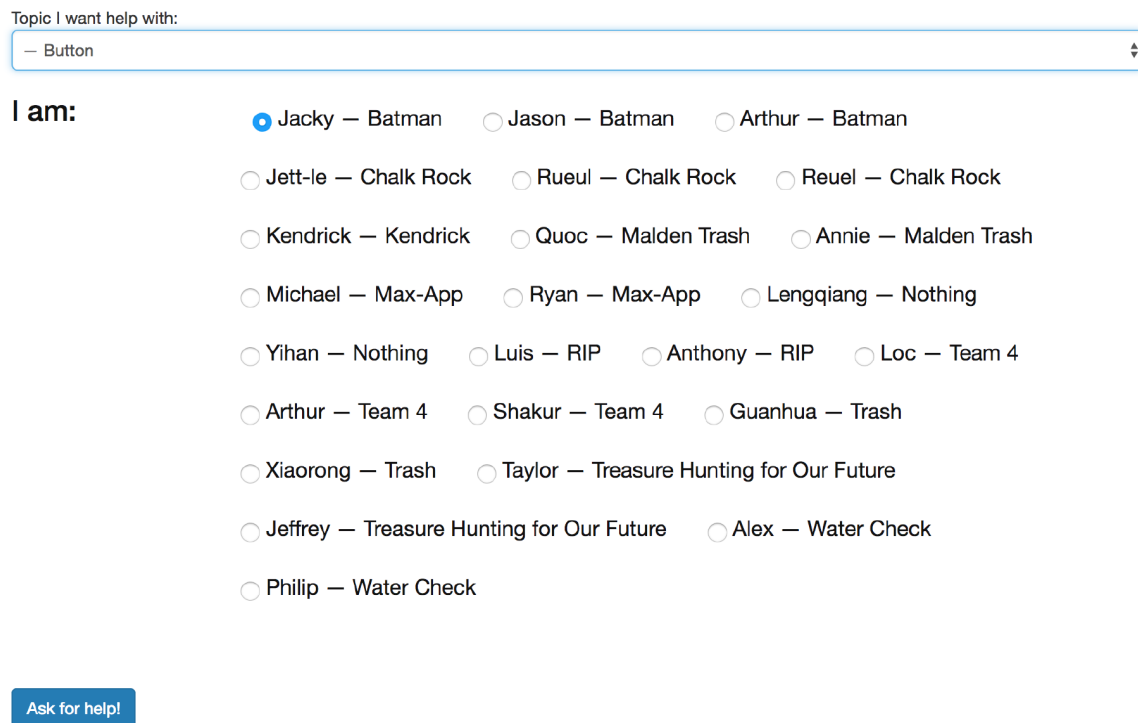 Topic I want help with:
— Button
I am:
Jacky — Batman Jason — Batman Arthur — Batman
Jett-le — Chalk Rock Rueul — Chalk Rock Reuel — Chalk Rock
Kendrick — Kendrick Quoc — Malden Trash Annie — Malden Trash
Michael — Max-App Ryan — Max-App Lengqiang — Nothing
Yihan — Nothing Luis — RIP Anthony — RIP Loc — Team 4
Arthur — Team 4 Shakur — Team 4 Guanhua — Trash
Xiaorong — Trash Taylor — Treasure Hunting for Our Future
Jeffrey — Treasure Hunting for Our Future Alex — Water Check
Philip — Water Check
Ask for help!